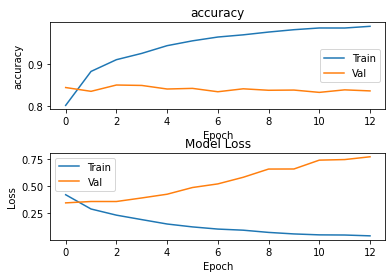 accuracy
accuracy
0.9
0.8
Train
Val
0 2 4 6 8 10 12
Epoch
Model Loss
Loss
0.75
0.50
0.25
Train
Val
0 2 4 6 8 10 12
Epoch